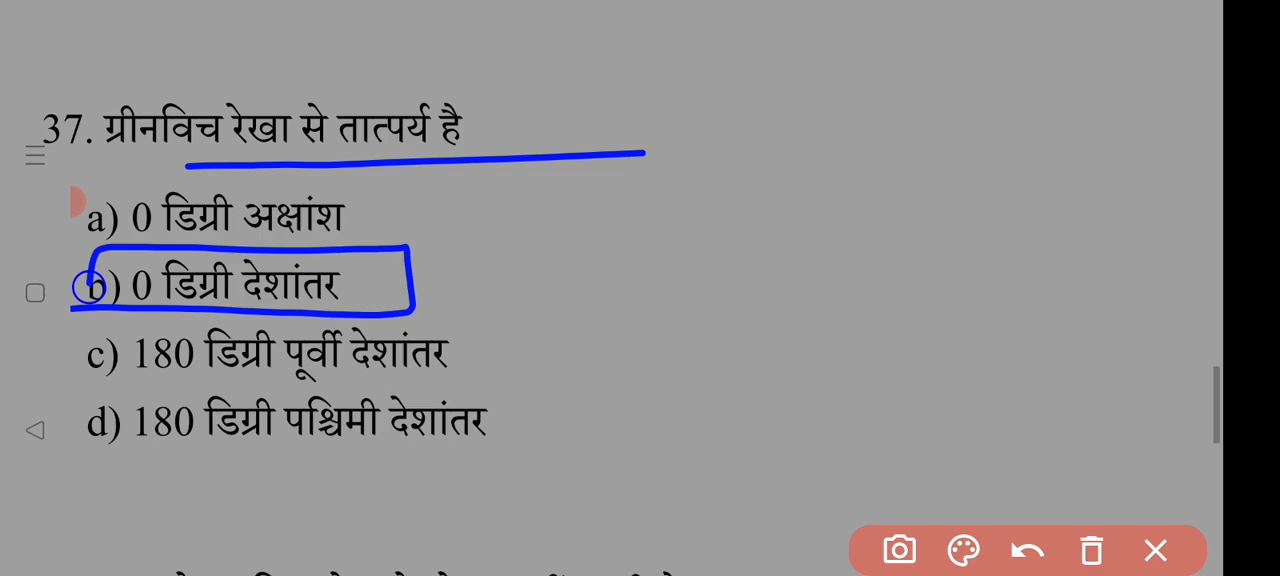 37. ग्रीनविच रेखा से तात्पर्य है
a) 0 डिग्री अक्षांश
b) 0 डिग्री देशांतर
c) 180 डिग्री पूर्वी देशांतर
d) 180 डिग्री पश्चिमी देशांतर